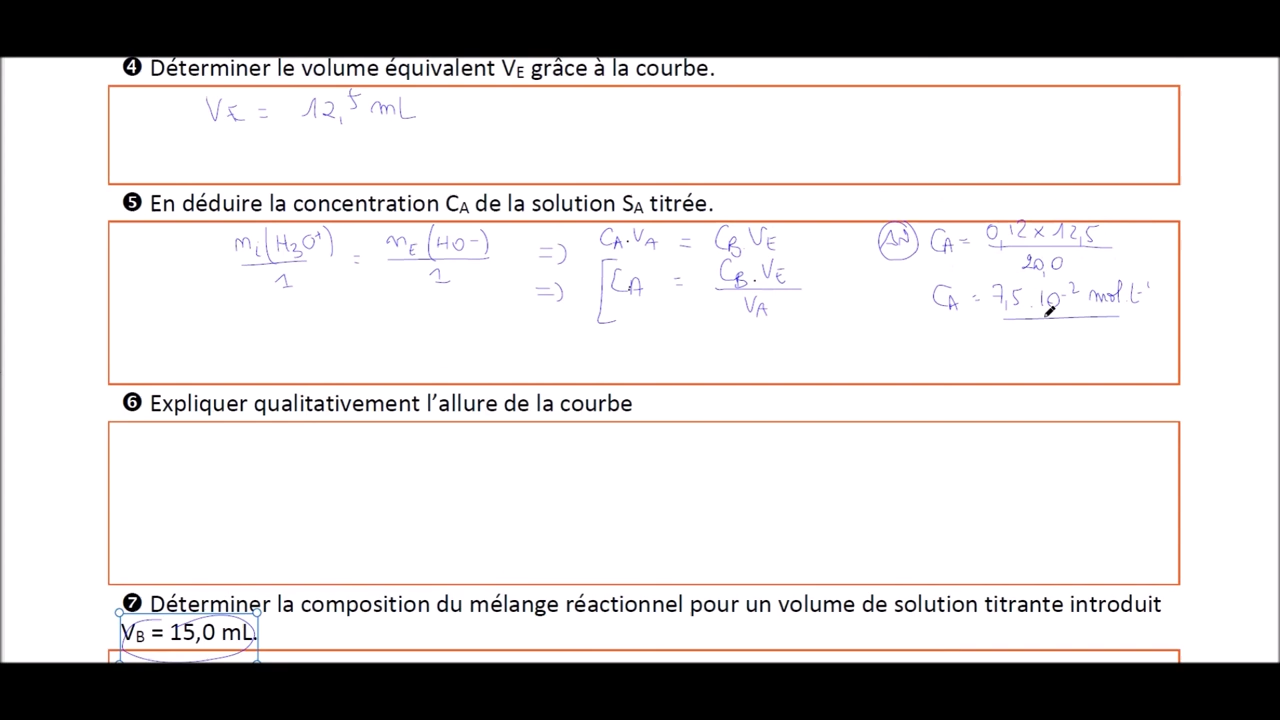 ❹ Déterminer le volume équivalent VE grâce à la courbe.
VE = 12,5 mL
❺ En déduire la concentration CA de la solution SA titrée.
ni(H3O+)/1 = nE(HO-)/1 => CA.VA = CB.VE
=> [CA = CB.VE/VA
AN CA = 0,12 x 12,5/20,0
CA = 7,5.10-2 mol.L-1
❻ Expliquer qualitativement l'allure de la courbe
❼ Déterminer la composition du mélange réactionnel pour un volume de solution titrante introduit
VB = 15,0 mL.